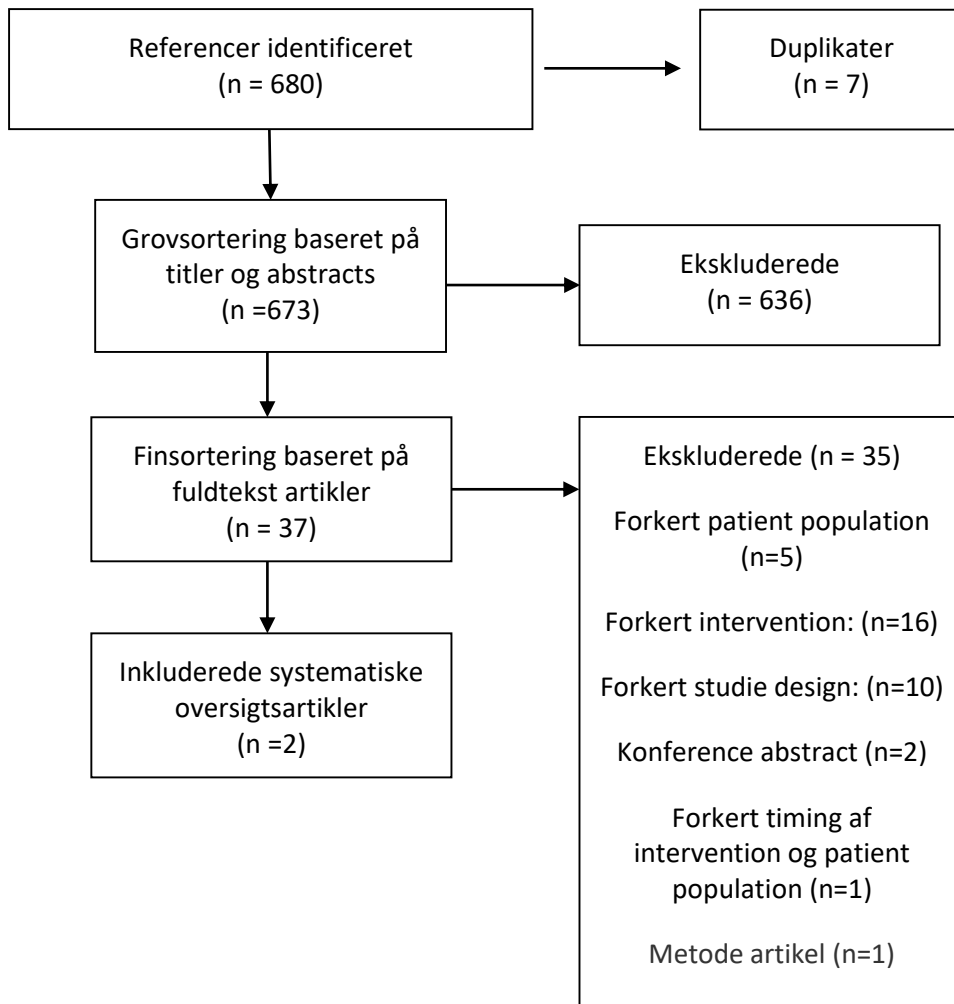 Referencer identificeret
(n = 680)
Duplikater
(n = 7)
Grovsortering baseret på
titler og abstracts
(n =673)
Ekskluderede
(n = 636)
Finsortering baseret på
fuldtekst artikler
(n = 37)
Ekskluderede (n = 35)
Forkert patient population
(n=5)
Forkert intervention: (n=16)
Forkert studie design: (n=10)
Konference abstract (n=2)
Forkert timing af
intervention og patient
population (n=1)
Metode artikel (n=1)
Inkluderede systematiske
oversigtsartikler
(n =2)